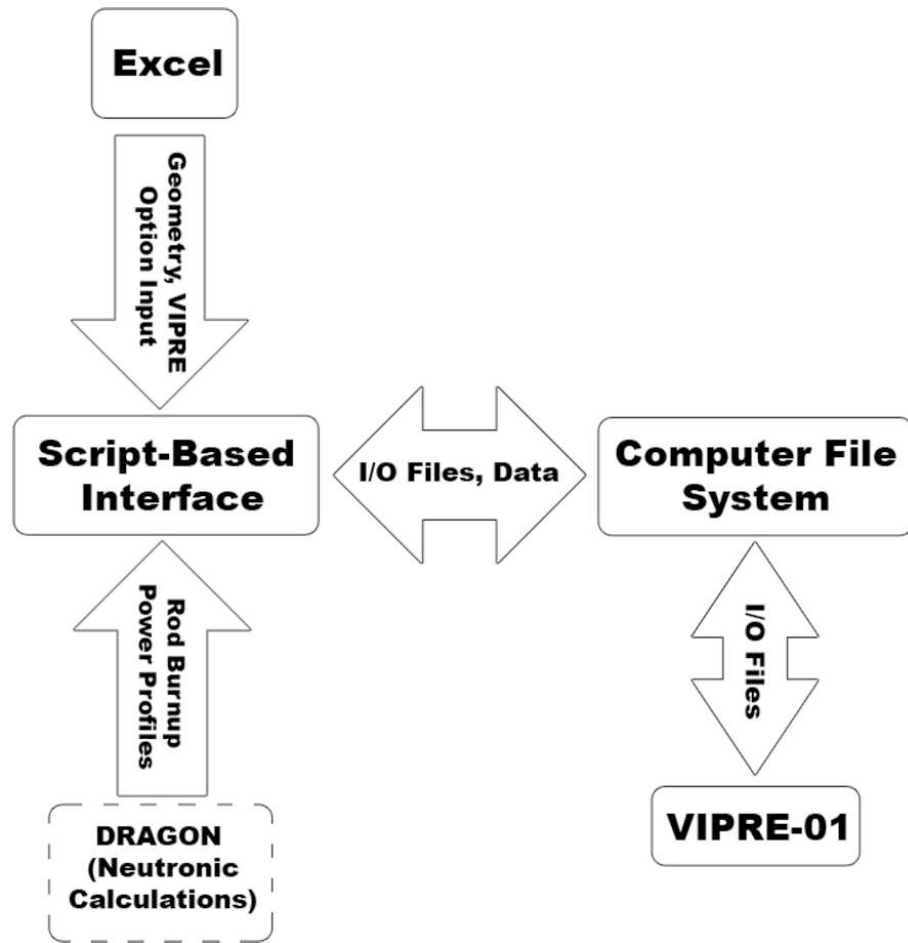 Excel
Geometry, VIPRE
Option Input
Script-Based
Interface
I/O Files, Data
Computer File
System
Rod Burnup
Power Profiles
I/O Files
DRAGON
(Neutronic
Calculations)
VIPRE-01